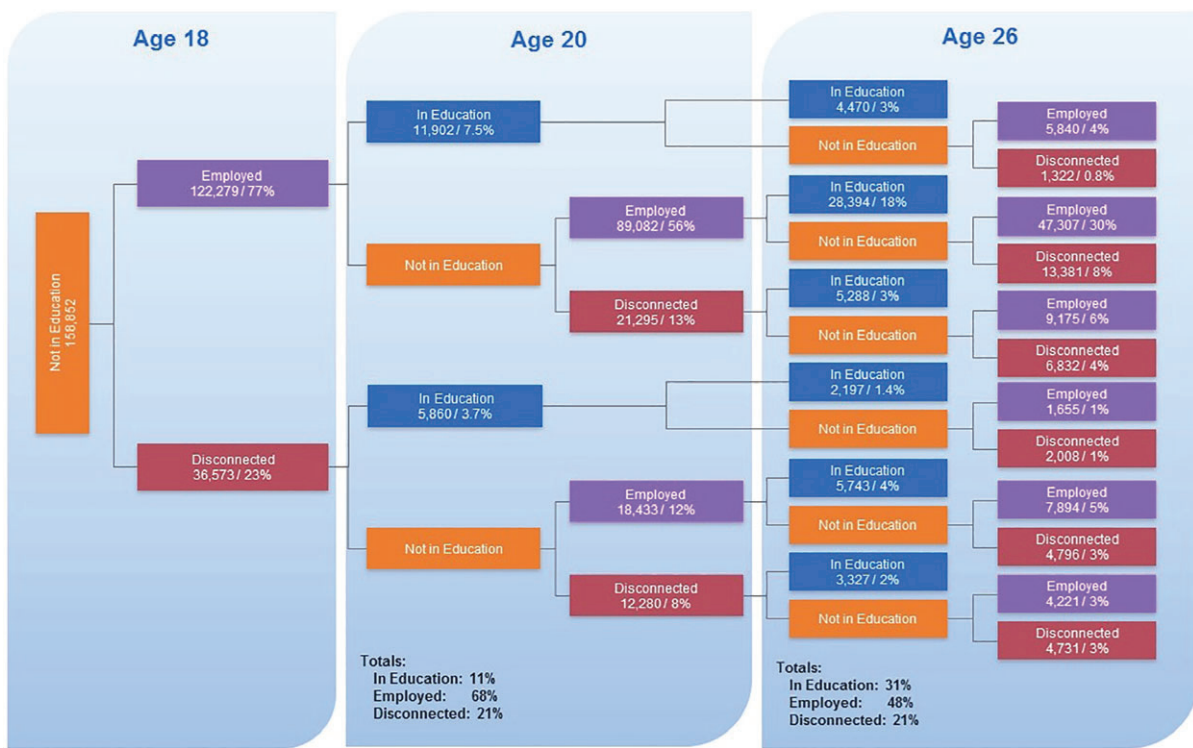 Age 18
Not in Education
158,852
Employed
122,279 / 77%
Disconnected
36,573 / 23%
Age 20
In Education
11,902 / 7.5%
Not in Education
Employed
89,082 / 56%
Disconnected
21,295 / 13%
In Education
5,860 / 3.7%
Not in Education
Employed
18,433 / 12%
Disconnected
12,280 / 8%
Totals:
In Education: 11%
Employed: 68%
Disconnected: 21%
Age 26
In Education
4,470 / 3%
Not in Education
Employed
5,840 / 4%
Disconnected
1,322 / 0.8%
In Education
28,394 / 18%
Not in Education
Employed
47,307 / 30%
Disconnected
13,381 / 8%
In Education
5,288 / 3%
Not in Education
Employed
9,175 / 6%
Disconnected
6,832 / 4%
In Education
2,197 / 1.4%
Not in Education
Employed
1,655 / 1%
Disconnected
2,008 / 1%
In Education
5,743 / 4%
Not in Education
Employed
7,894 / 5%
Disconnected
4,796 / 3%
In Education
3,327 / 2%
Not in Education
Employed
4,221 / 3%
Disconnected
4,731 / 3%
Totals:
In Education: 31%
Employed: 48%
Disconnected: 21%